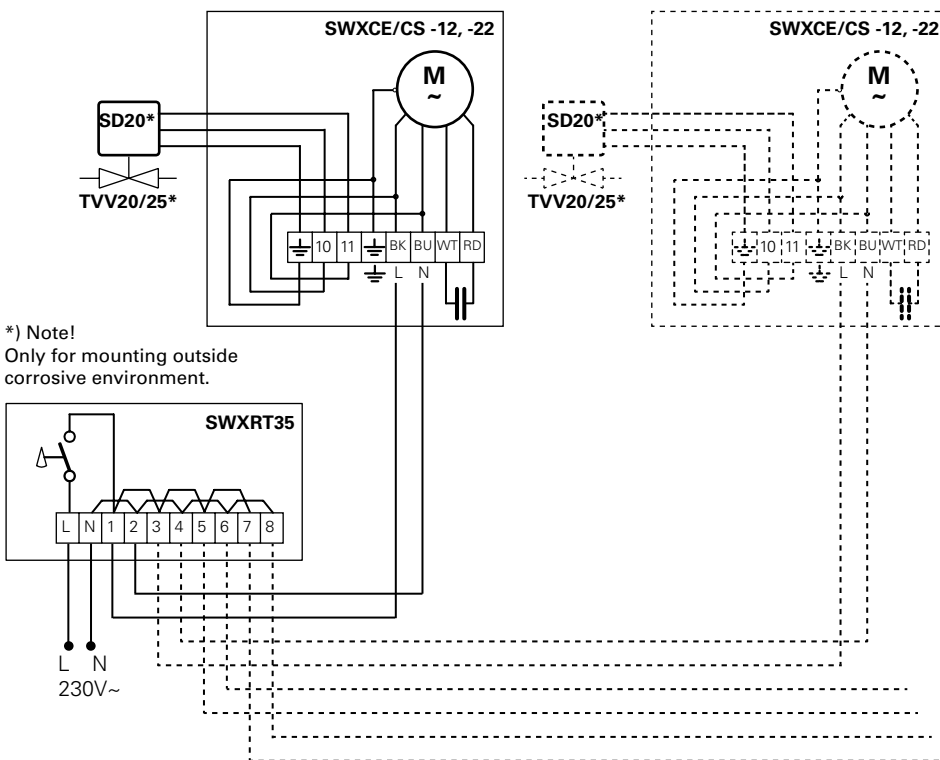 SWXCE/CS -12, -22
M
~
SD20*
TVV20/25*
10 11 BK BU WT RD
L N
SWXCE/CS -12, -22
M
~
SD20*
TVV20/25*
10 11 BK BU WT RD
L N
*) Note!
Only for mounting outside
corrosive environment.
SWXRT35
L N 1 2 3 4 5 6 7 8
L N
230V~